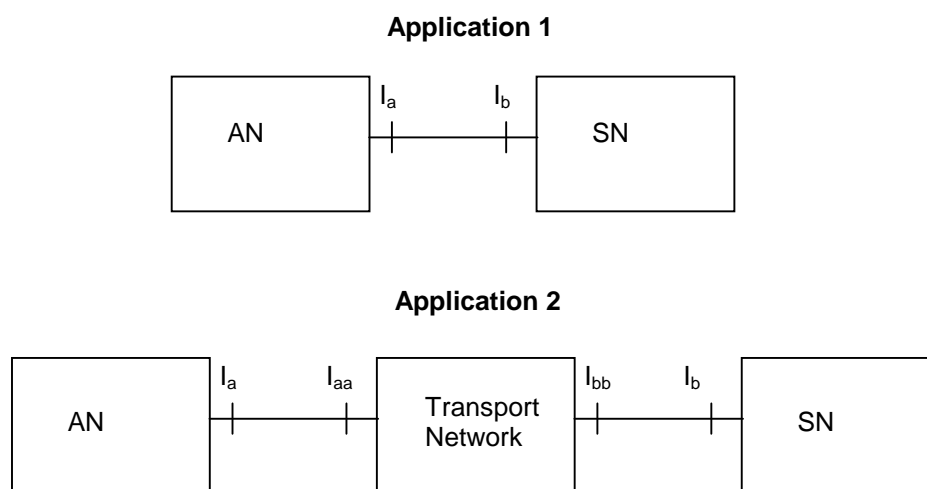 Application 1
Ia Ib
AN SN
Application 2
Ia Iaa Ibb Ib
AN Transport Network SN